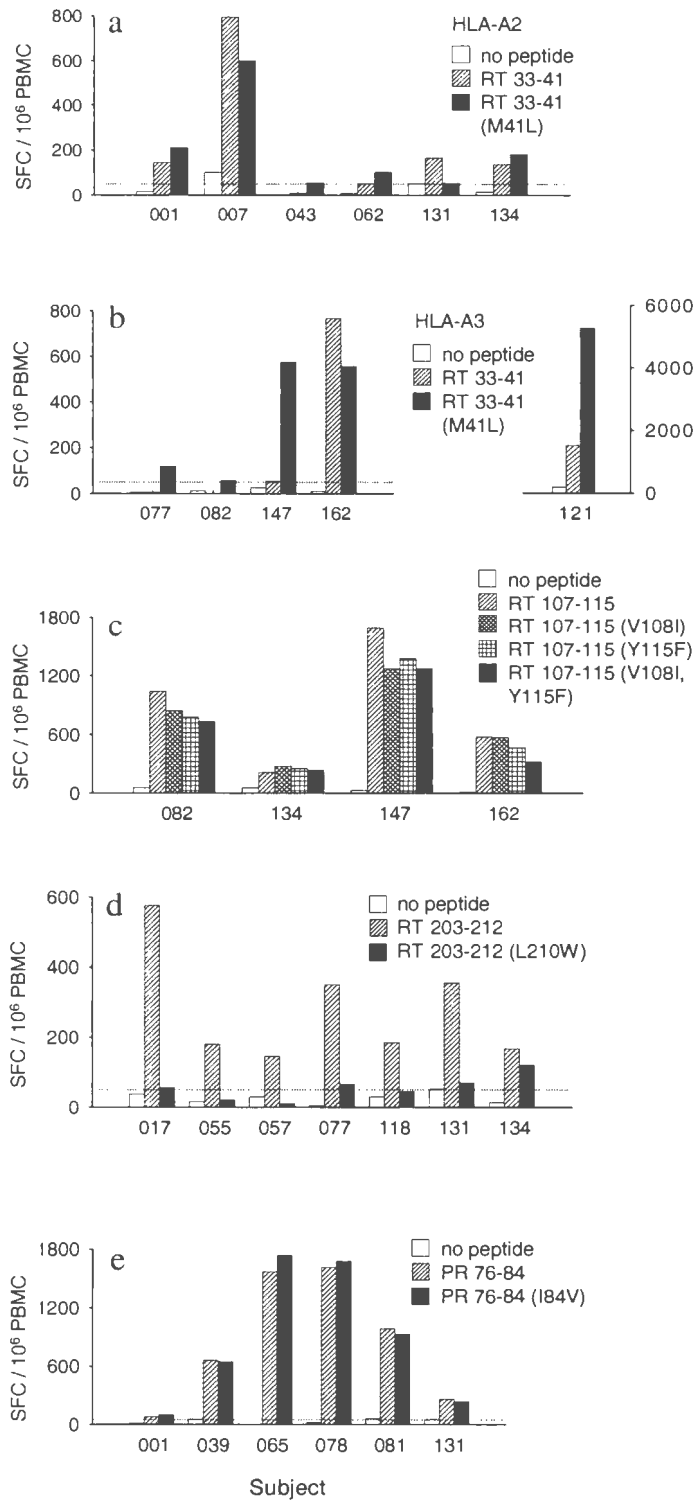 a
HLA-A2
no peptide
RT 33-41
RT 33-41
(M41L)
SFC / 10⁶ PBMC
800
600
400
200
0
001 007 043 062 131 134
b
HLA-A3
no peptide
RT 33-41
RT 33-41
(M41L)
SFC / 10⁶ PBMC
800
600
400
200
0
077 082 147 162
6000
4000
2000
0
121
c
no peptide
RT 107-115
RT 107-115 (V108I)
RT 107-115 (Y115F)
RT 107-115 (V108I,
Y115F)
SFC / 10⁶ PBMC
1800
1200
600
0
082 134 147 162
d
no peptide
RT 203-212
RT 203-212 (L210W)
SFC / 10⁶ PBMC
600
400
200
0
017 055 057 077 118 131 134
e
no peptide
PR 76-84
PR 76-84 (I84V)
SFC / 10⁶ PBMC
1800
1200
600
0
001 039 065 078 081 131
Subject